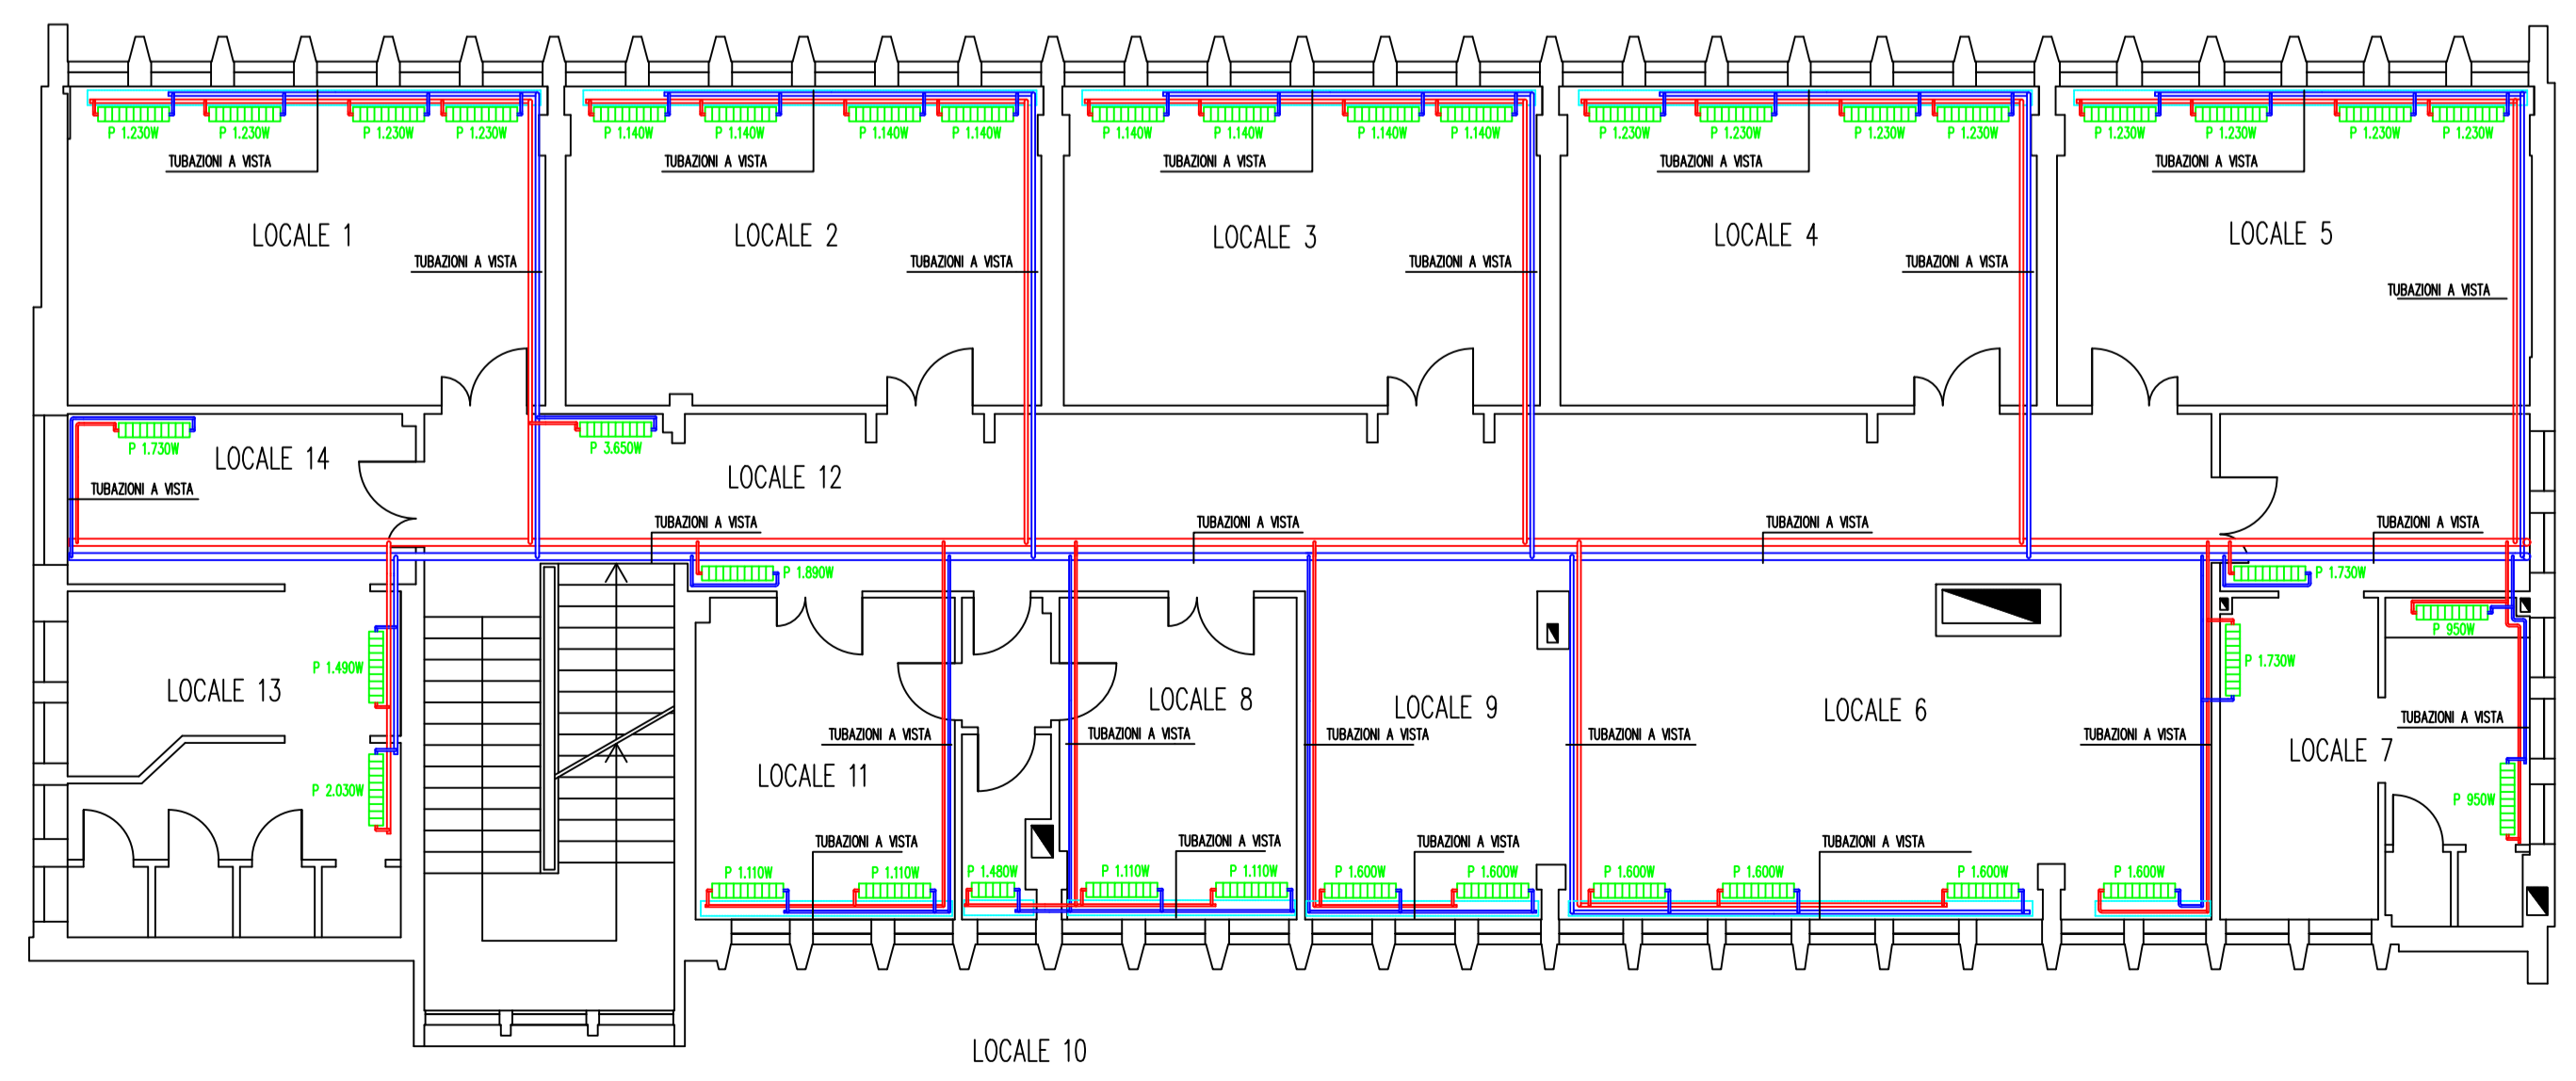 P 1.230W P 1.230W P 1.230W P 1.230W P 1.140W P 1.140W P 1.140W P 1.140W P 1.140W P 1.140W P 1.140W P 1.140W P 1.230W P 1.230W P 1.230W P 1.230W P 1.230W P 1.230W P 1.230W P 1.230W
TUBAZIONI A VISTA TUBAZIONI A VISTA TUBAZIONI A VISTA TUBAZIONI A VISTA TUBAZIONI A VISTA
LOCALE 1 LOCALE 2 LOCALE 3 LOCALE 4 LOCALE 5
TUBAZIONI A VISTA TUBAZIONI A VISTA TUBAZIONI A VISTA TUBAZIONI A VISTA
TUBAZIONI A VISTA
P 1.730W P 3.650W
LOCALE 14
LOCALE 12
TUBAZIONI A VISTA
TUBAZIONI A VISTA TUBAZIONI A VISTA TUBAZIONI A VISTA TUBAZIONI A VISTA
P 1.890W P 1.730W
P 950W
P 1.490W P 1.730W
LOCALE 13 LOCALE 8 LOCALE 9 LOCALE 6
TUBAZIONI A VISTA
TUBAZIONI A VISTA TUBAZIONI A VISTA TUBAZIONI A VISTA TUBAZIONI A VISTA TUBAZIONI A VISTA
LOCALE 7
LOCALE 11
P 2.030W P 950W
TUBAZIONI A VISTA TUBAZIONI A VISTA TUBAZIONI A VISTA TUBAZIONI A VISTA
P 1.110W P 1.110W P 1.480W P 1.110W P 1.110W P 1.600W P 1.600W P 1.600W P 1.600W P 1.600W P 1.600W
LOCALE 10